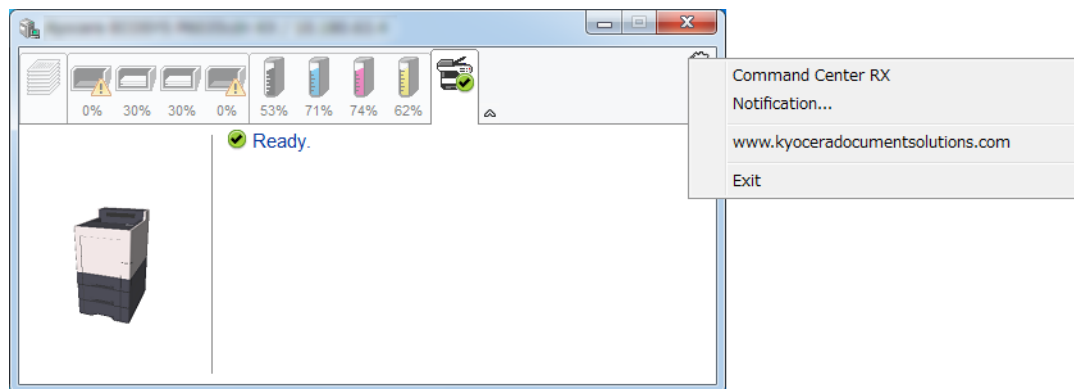 0% 30% 30% 0% 53% 71% 74% 62%
Ready.
Command Center RX
Notification...
www.kyoceradocumentsolutions.com
Exit